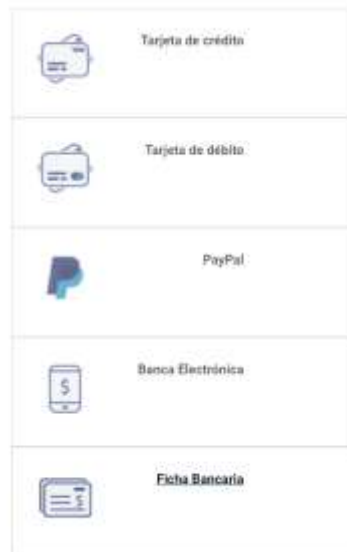 Tarjeta de crédito
Tarjeta de débito
PayPal
Banca Electrónica
Ficha Bancaria